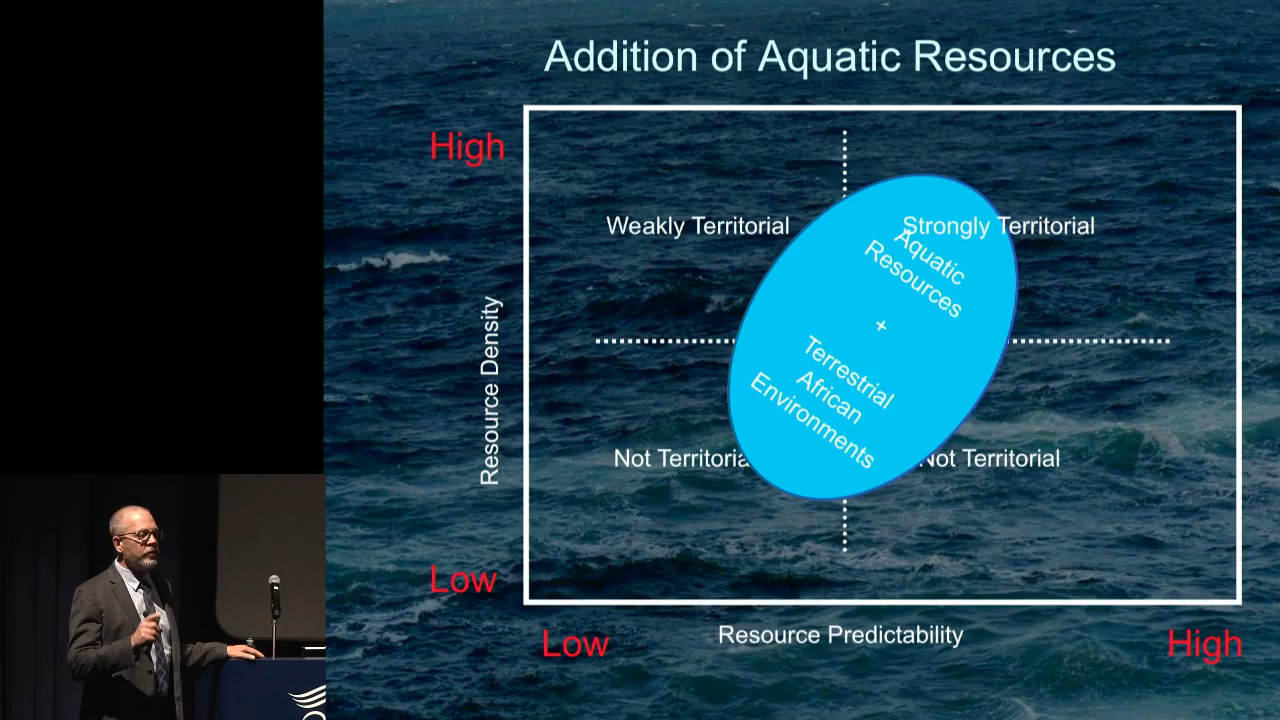 Addition of Aquatic Resources
High
Weakly Territorial
Strongly Territorial
Aquatic
Resources
+
Terrestrial
African
Environments
Resource Density
Not Territoria
Not Territorial
Low
Low
Resource Predictability
High